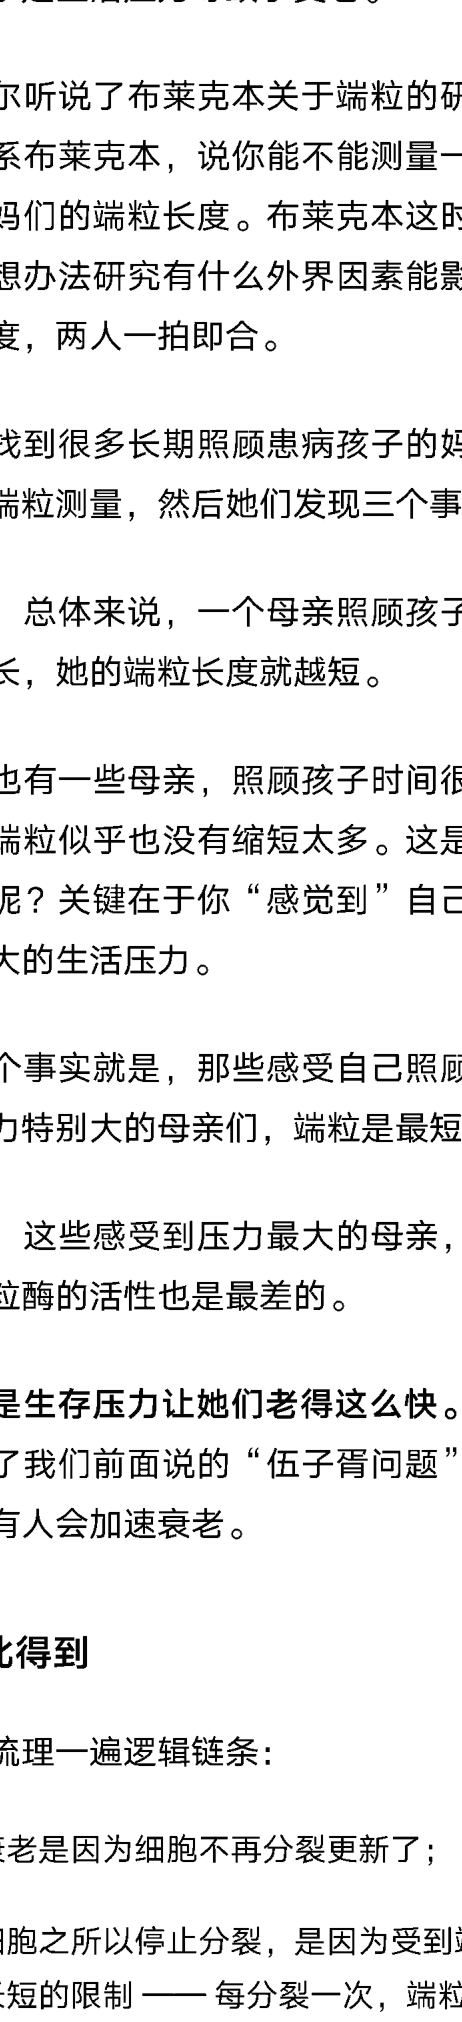 尔听说了布莱克本关于端粒的研
系布莱克本，说你能不能测量一
妈们的端粒长度。布莱克本这时
想办法研究有什么外界因素能影
度，两人一拍即合。
找到很多长期照顾患病孩子的妈
端粒测量，然后她们发现三个事
总体来说，一个母亲照顾孩子
长，她的端粒长度就越短。
也有一些母亲，照顾孩子时间很
端粒似乎也没有缩短太多。这是
呢？关键在于你“感觉到”自己
大的生活压力。
个事实就是，那些感受自己照顾
力特别大的母亲们，端粒是最短
这些感受到压力最大的母亲，
粒酶的活性也是最差的。
是生存压力让她们老得这么快。
了我们前面说的“伍子胥问题”
有人会加速衰老。
此得到
梳理一遍逻辑链条：
衰老是因为细胞不再分裂更新了；
细胞之所以停止分裂，是因为受到端
长短的限制 —— 每分裂一次，端粒